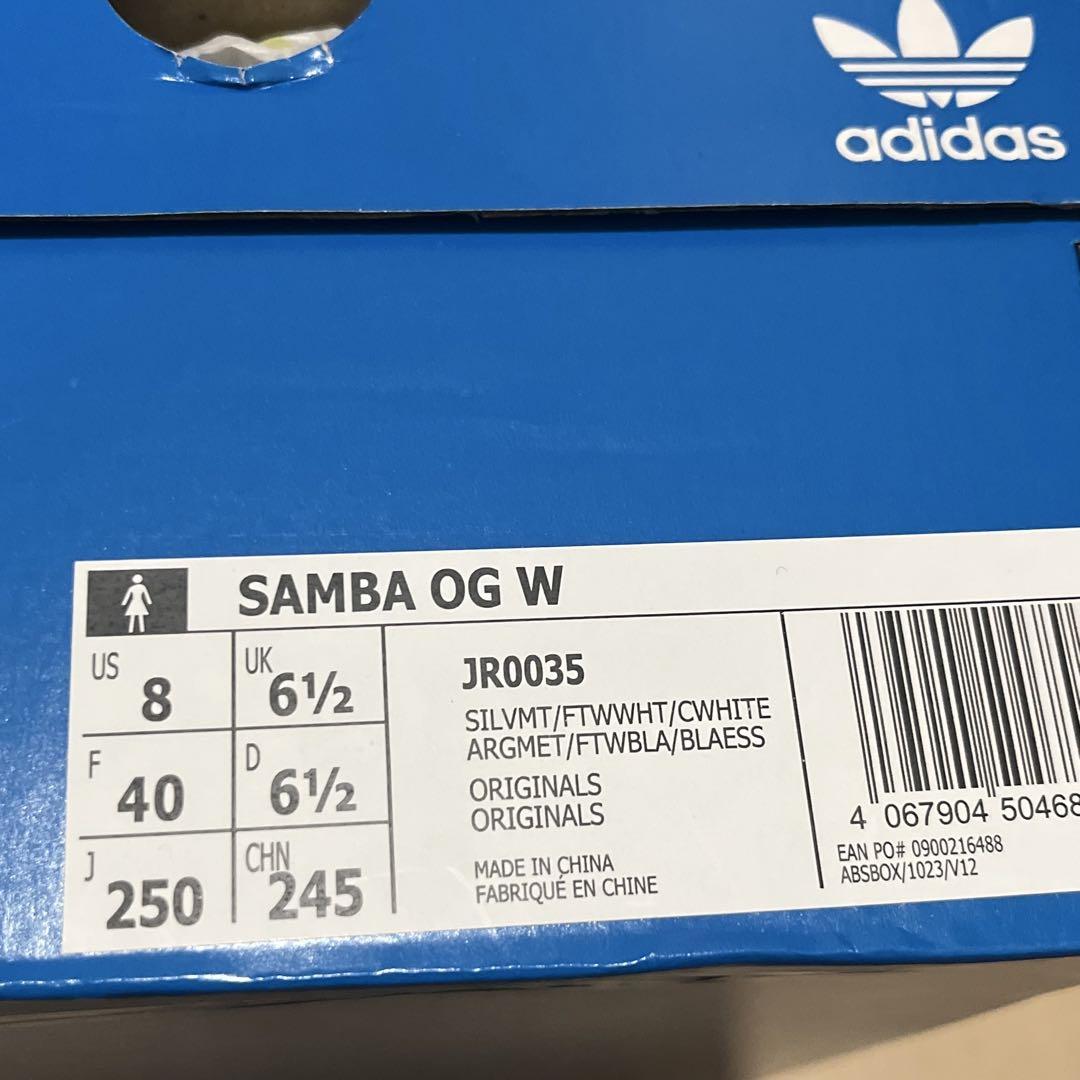 adidas
SAMBA OG W
US 8
UK 6½
F 40
D 6½
J 250
CHN 245
JR0035
SILVMT/FTWWHT/CWHITE
ARGMET/FTWBLA/BLAESS
ORIGINALS
ORIGINALS
MADE IN CHINA
FABRIQUÉ EN CHINE
4 067904 50468
EAN PO# 0900216488
ABSBOX/1023/V12